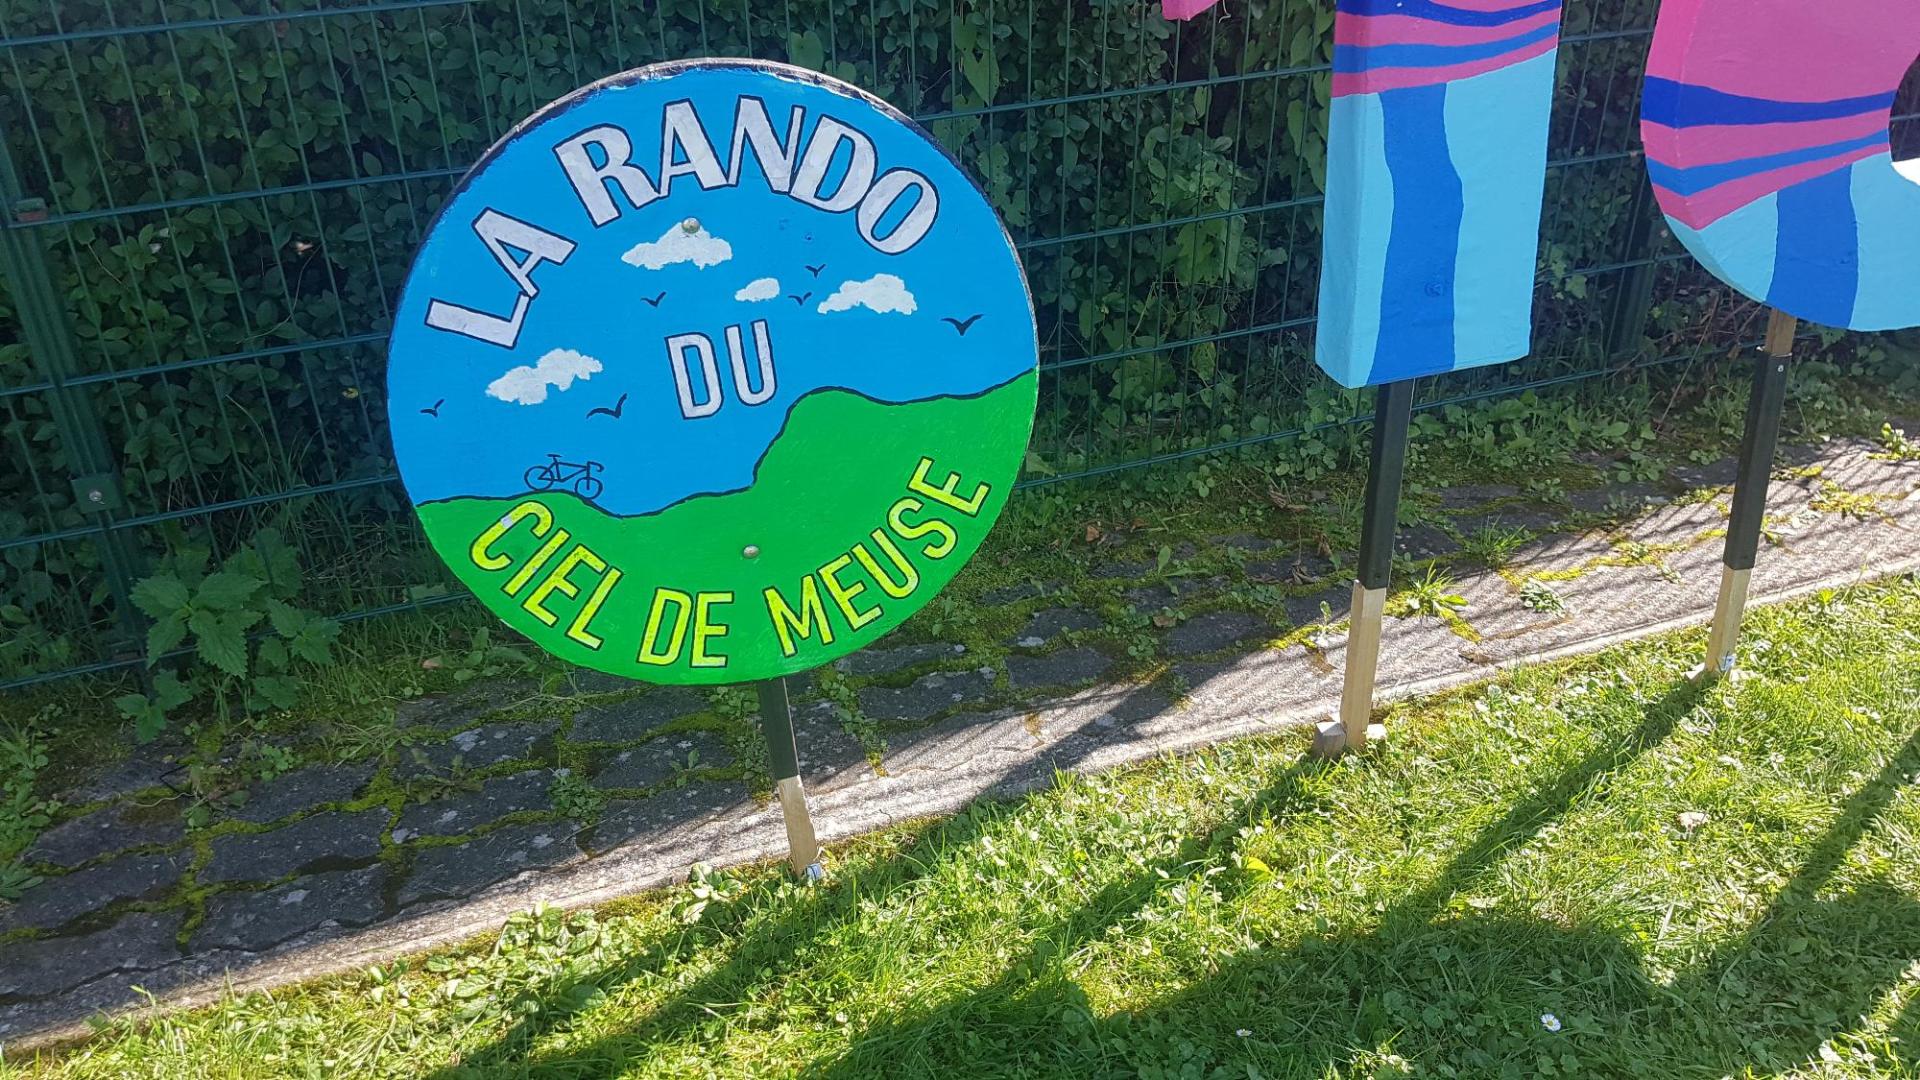 LA RANDO
DU
CIEL DE MEUSE